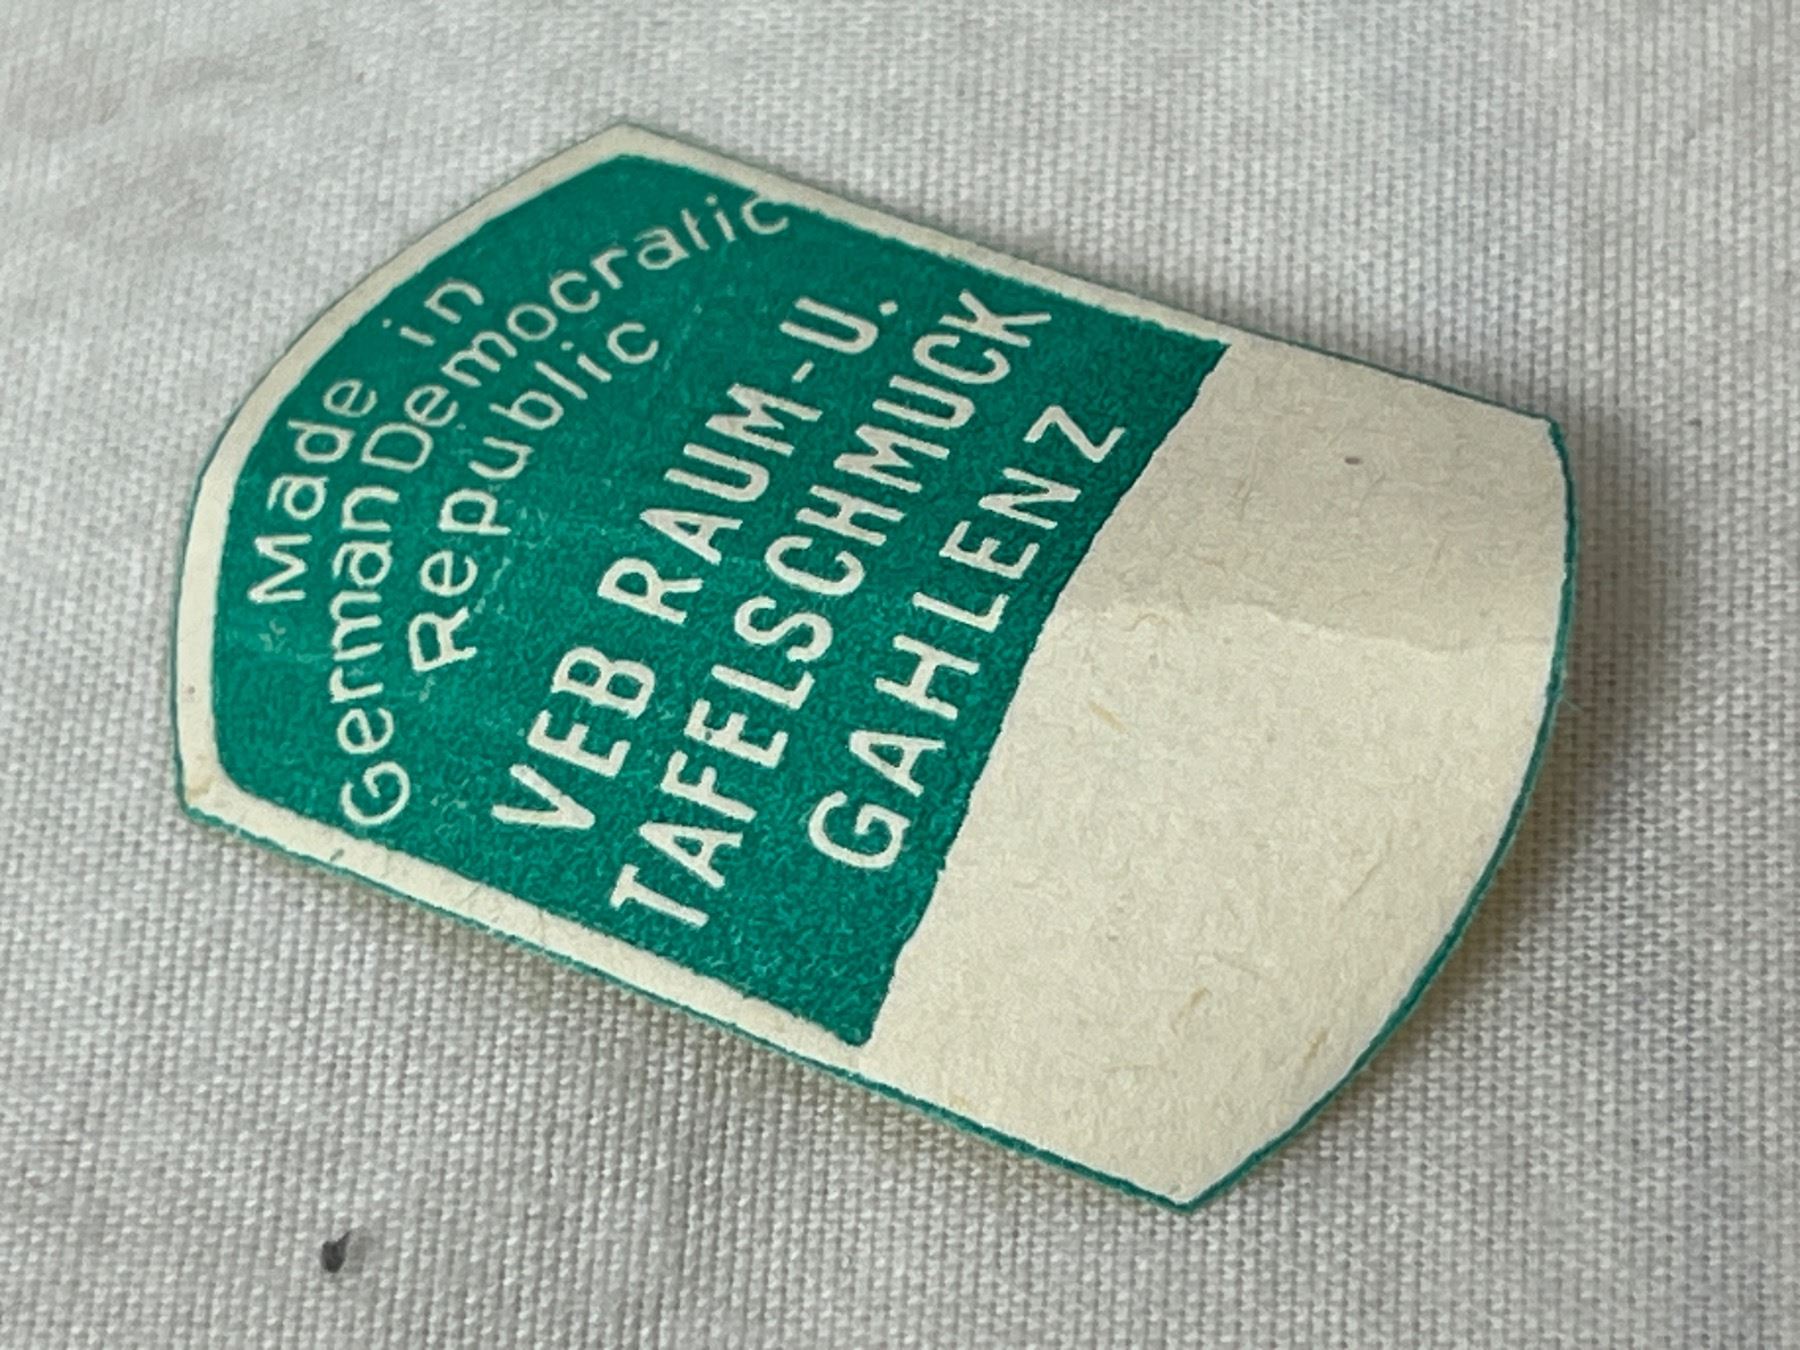 Made in
German Democratic
Republic
VEB RAUM-U.
TAFELSCHMUCK
GAHLENZ